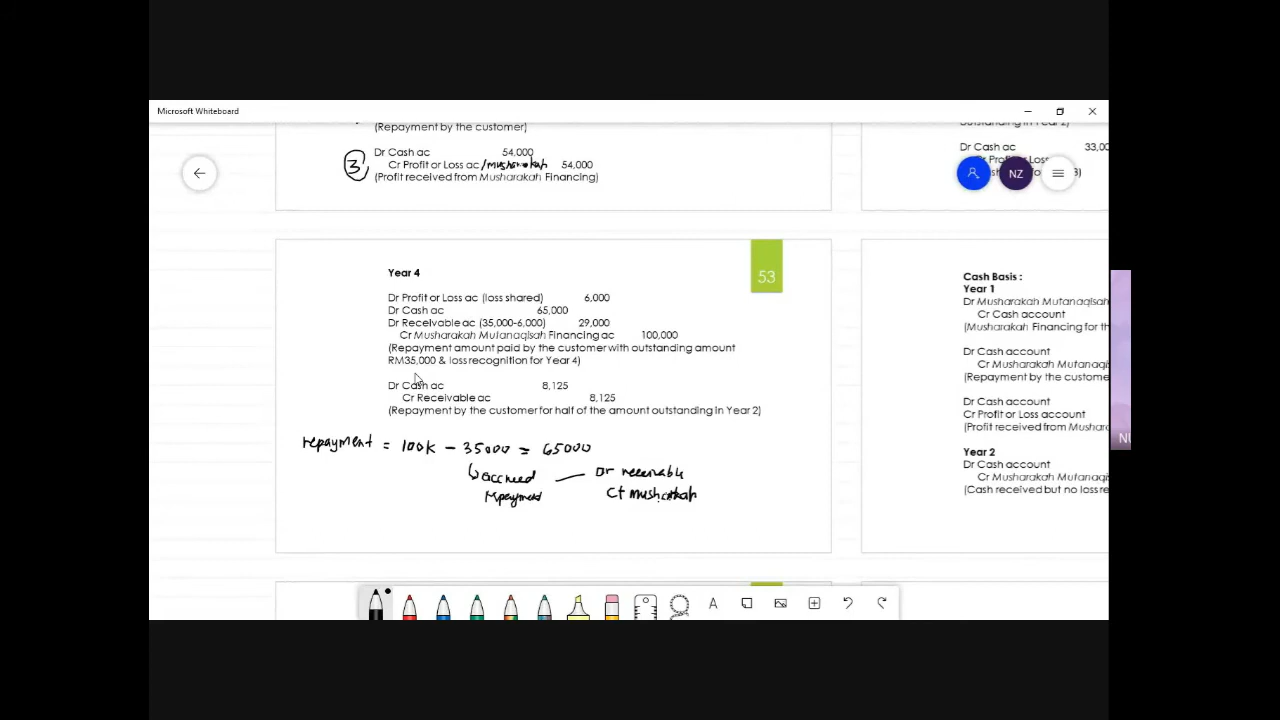 Microsoft Whiteboard
(Repayment by the customer)
3
Dr Cash ac 54,000
Cr Profit or Loss ac /musharakah 54,000
(Profit received from Musharakah Financing)
Dr Cash ac 33,00
NZ
53
Year 4
Dr Profit or Loss ac (loss shared) 6,000
Dr Cash ac 65,000
Dr Receivable ac (35,000-6,000) 29,000
Cr Musharakah Mutanaqisah Financing ac 100,000
(Repayment amount paid by the customer with outstanding amount
RM35,000 & loss recognition for Year 4)
Dr Cash ac 8,125
Cr Receivable ac 8,125
(Repayment by the customer for half of the amount outstanding in Year 2)
repayment = 100k - 35000 = 65000
accrued
repayment
Dr receivable
Ct musharakah
Cash Basis :
Year 1
Dr Musharakah Mutanaqisah
Cr Cash account
(Musharakah Financing for th
Dr Cash account
Cr Musharakah Mutanaqis
(Repayment by the custome
Dr Cash account
Cr Profit or Loss account
(Profit received from Mushar
Year 2
Dr Cash account
Cr Musharakah Mutanaqis
(Cash received but no loss re
NU
A